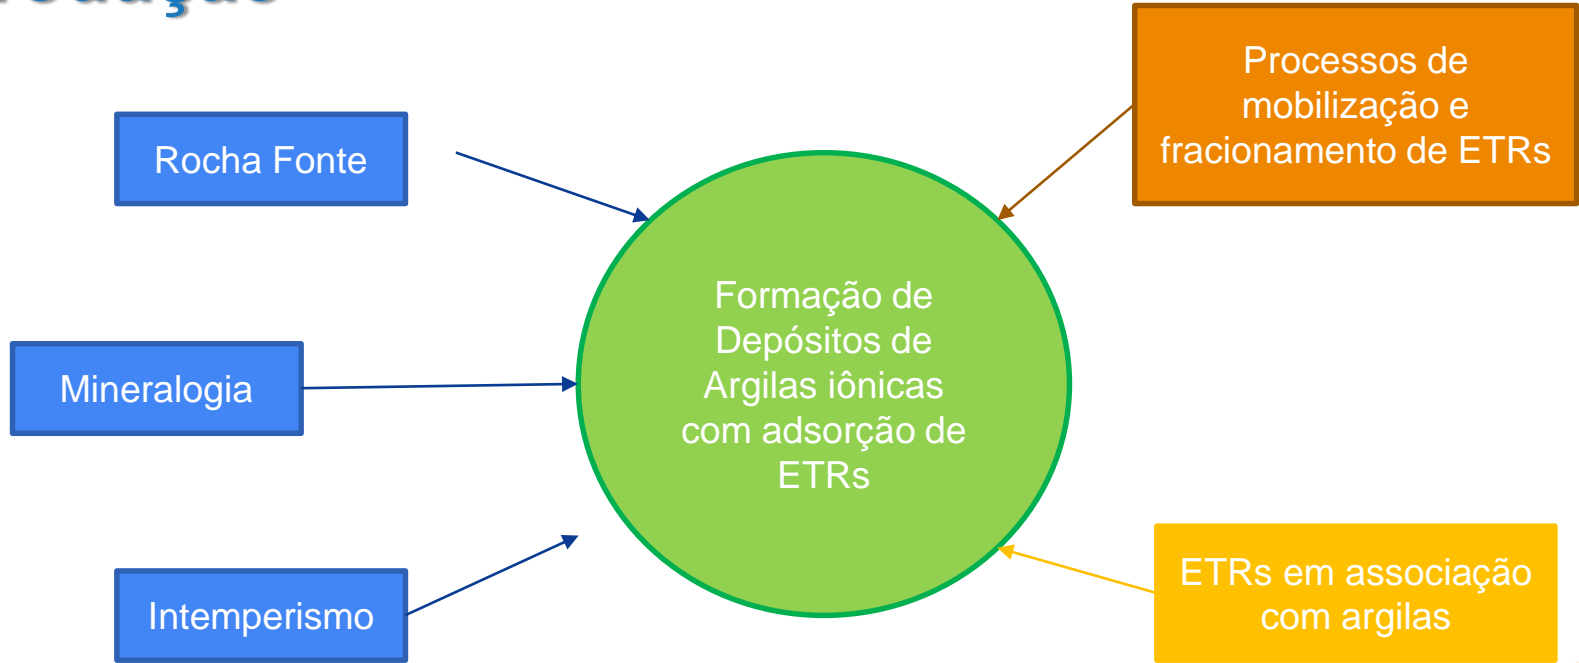 Rocha Fonte
Mineralogia
Intemperismo
Formação de
Depósitos de
Argilas iônicas
com adsorção de
ETRs
Processos de
mobilização e
fracionamento de ETRs
ETRs em associação
com argilas